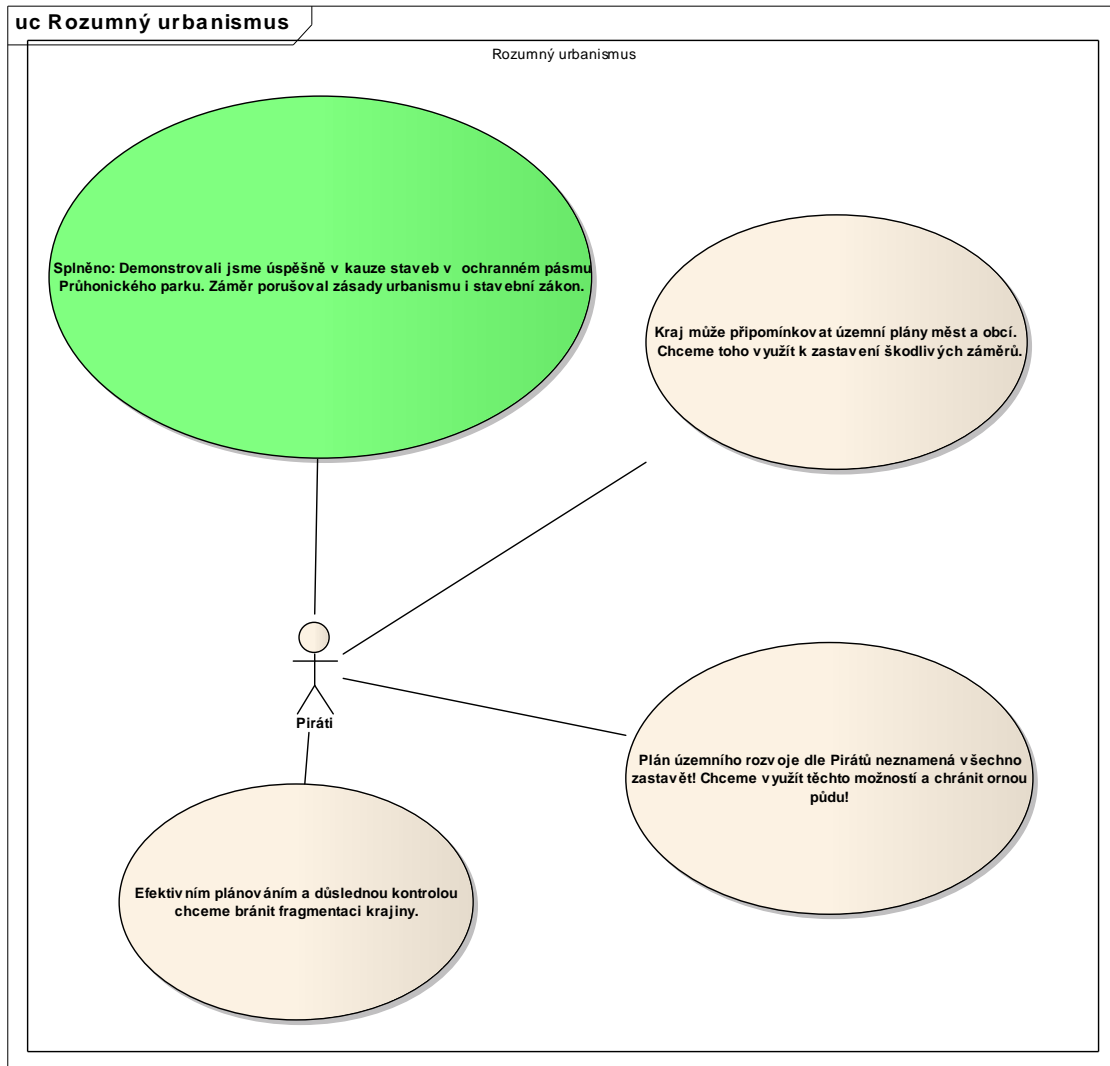 uc Rozumný urbanismus
Rozumný urbanismus
Splněno: Demonstrovali jsme úspěšně v kauze staveb v ochranném pásmu
Průhonického parku. Záměr porušoval zásady urbanismu i stavební zákon.
Kraj může připomínkovat územní plány měst a obcí.
Chceme toho využít k zastavení škodlivých záměrů.
Piráti
Plán územního rozvoje dle Pirátů neznamená všechno
zastavět! Chceme využít těchto možností a chránit ornou
půdu!
Efektivním plánováním a důslednou kontrolou
chceme bránit fragmentaci krajiny.